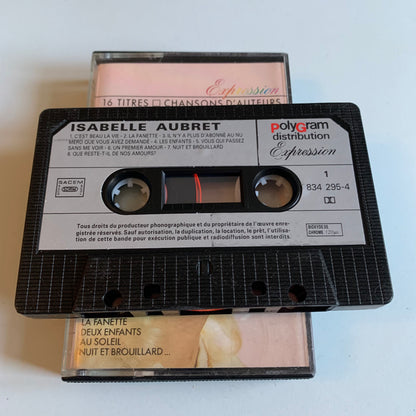 Expression
16 TITRES □ CHANSONS D'AUTEURS
ISABELLE AUBRET
1. C'EST BEAU LA VIE - 2. LA FANETTE - 3. IL N'Y A PLUS D'ABONNE AU NU
MERO QUE VOUS AVEZ DEMANDE - 4. LES ENFANTS - 5. VOUS QUI PASSEZ
SANS ME VOIR - 6. UN PREMIER AMOUR - 7. NUIT ET BROUILLARD
8. QUE RESTE-T-IL DE NOS AMOURS?
PolyGram
distribution
Expression
SACEM
1
834 295-4
Tous droits du producteur phonographique et du propriétaire de l'œuvre enre-
gistrée réservés. Sauf autorisation, la duplication, la location, le prêt, l'utilisa-
tion de cette bande pour exécution publique et radiodiffusion sont interdits.
CHROME
LA FANETTE
DEUX ENFANTS
AU SOLEIL
NUIT ET BROUILLARD...